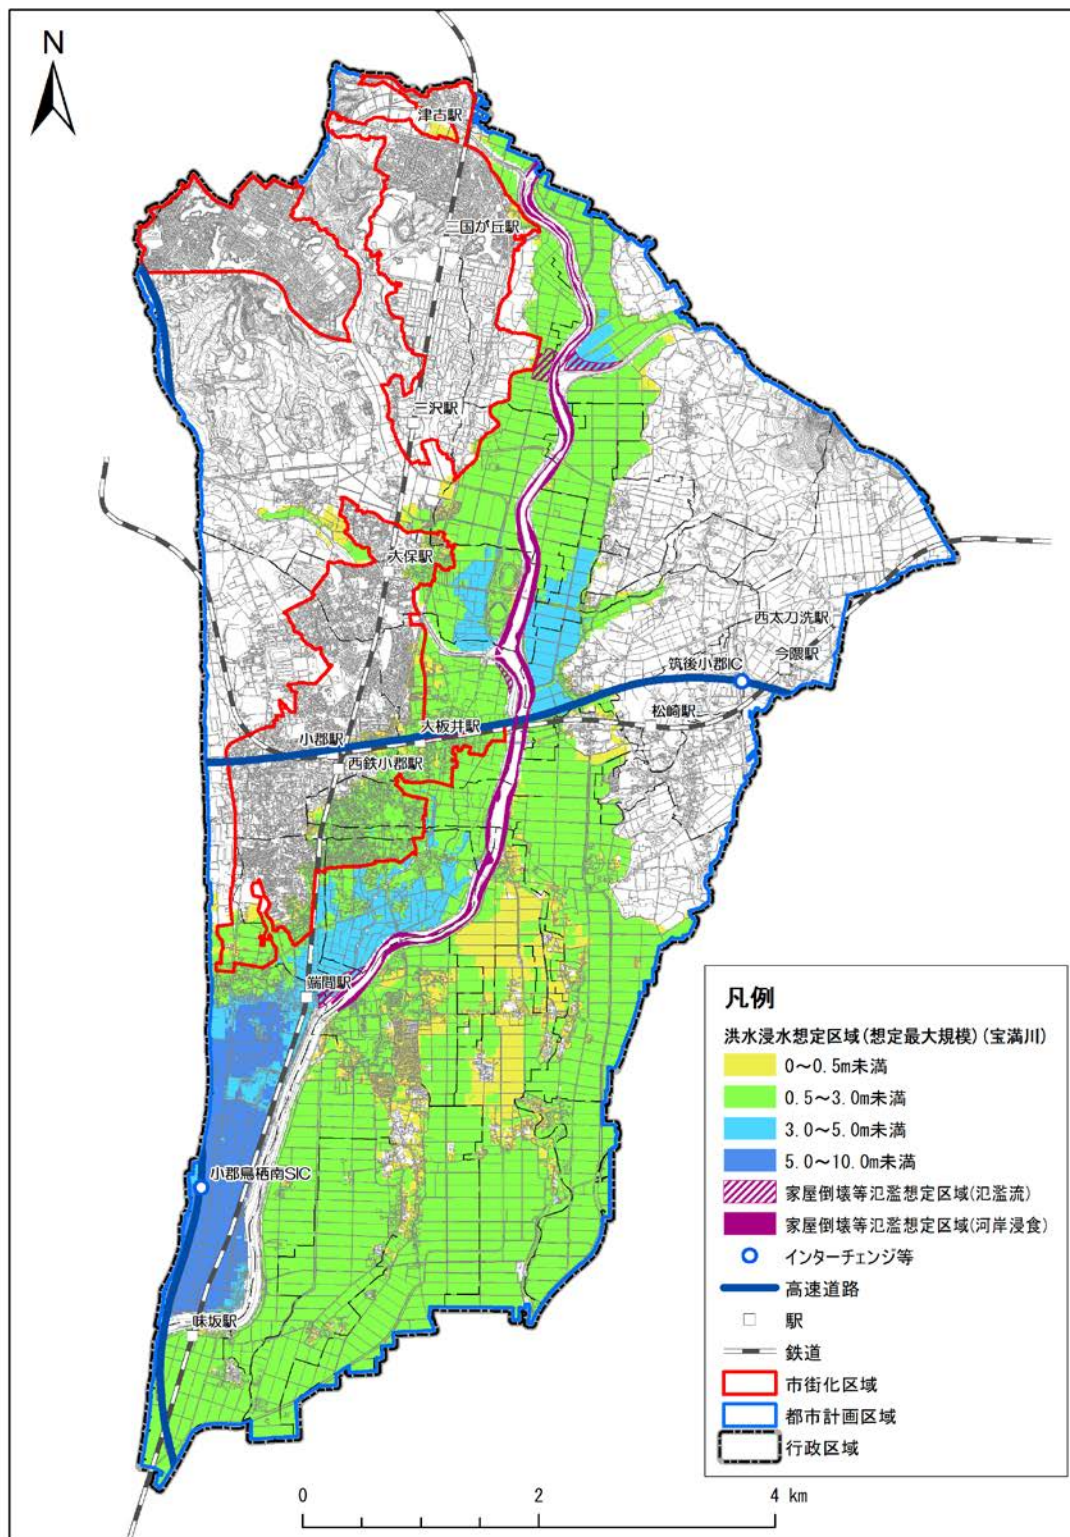 N
津古駅
三国が丘駅
三沢駅
大保駅
西太刀洗駅
今隈駅
筑後小郡IC
松崎駅
大板井駅
小郡駅
西鉄小郡駅
端間駅
小郡鳥栖南SIC
味坂駅
凡例
洪水浸水想定区域(想定最大規模)(宝満川)
0～0.5m未満
0.5～3.0m未満
3.0～5.0m未満
5.0～10.0m未満
家屋倒壊等氾濫想定区域(氾濫流)
家屋倒壊等氾濫想定区域(河岸浸食)
インターチェンジ等
高速道路
駅
鉄道
市街化区域
都市計画区域
行政区域
0 2 4 km